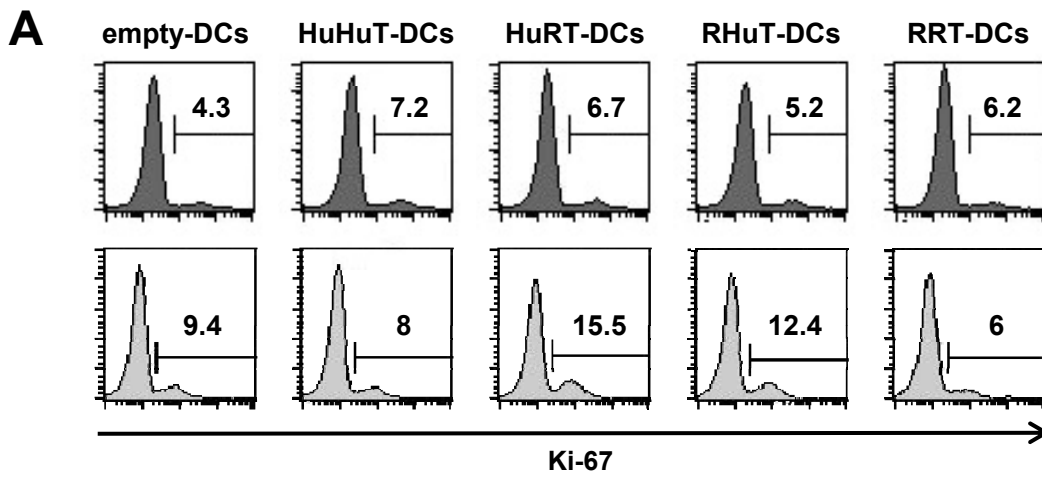 A
empty-DCs HuHuT-DCs HuRT-DCs RHuT-DCs RRT-DCs
4.3 7.2 6.7 5.2 6.2
9.4 8 15.5 12.4 6
Ki-67